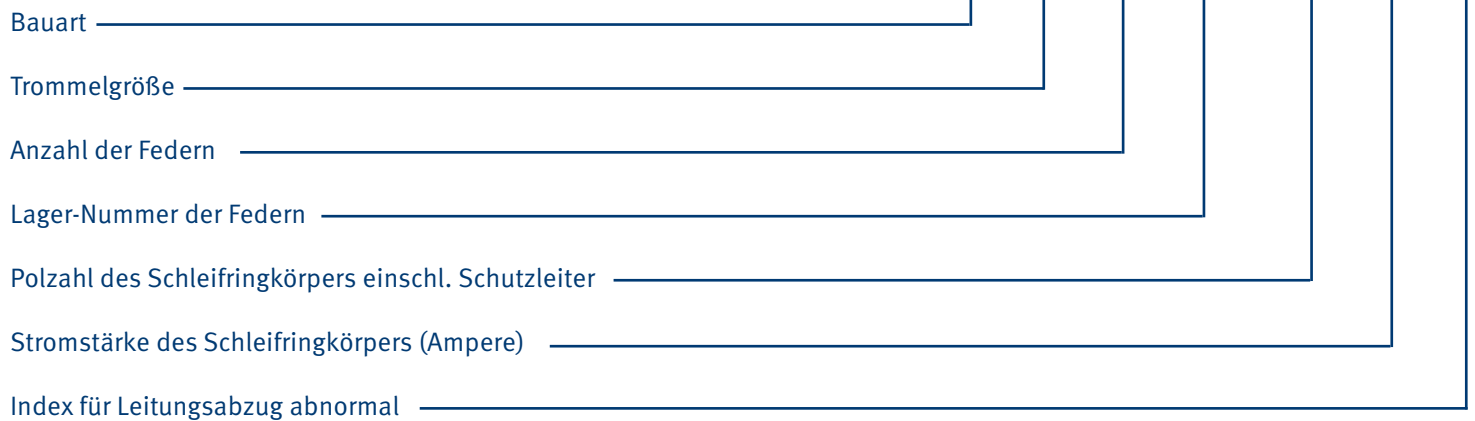 Bauart
Trommelgröße
Anzahl der Federn
Lager-Nummer der Federn
Polzahl des Schleifringkörpers einschl. Schutzleiter
Stromstärke des Schleifringkörpers (Ampere)
Index für Leitungsabzug abnormal